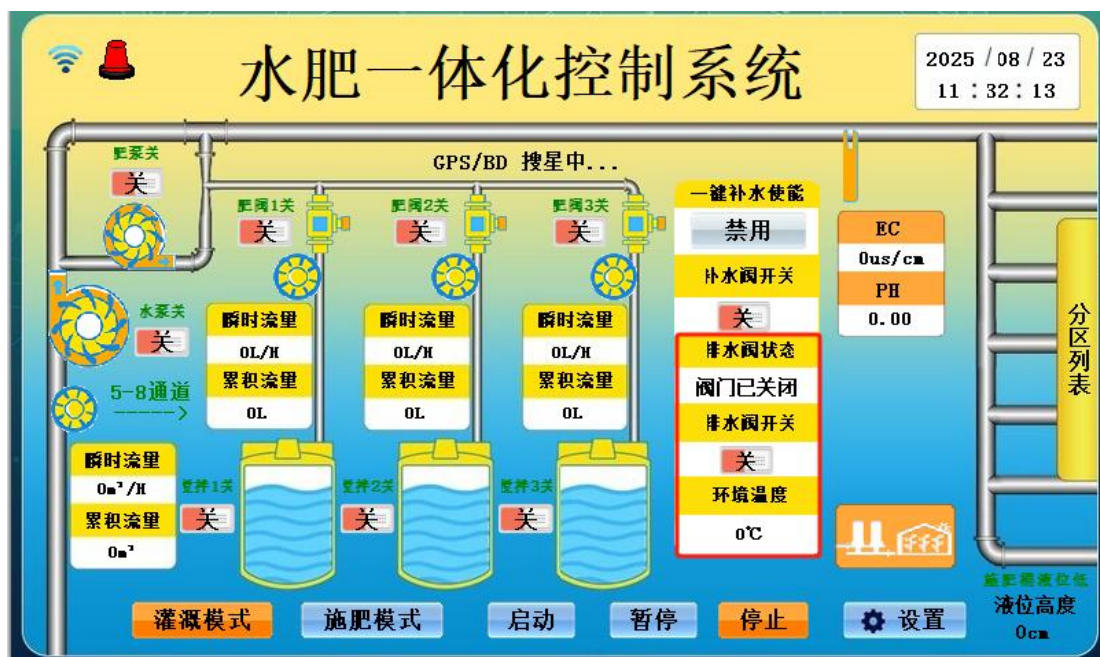 水肥一体化控制系统
2025 / 08 / 23
11 : 32 : 13
GPS/BD 搜星中...
肥泵关
关
肥阀1关
关
肥阀2关
关
肥阀3关
关
一键补水使能
禁用
补水阀开关
关
排水阀状态
阀门已关闭
排水阀开关
关
环境温度
0℃
EC
0us/cm
PH
0.00
分区列表
水泵关
关
5-8通道
----->
瞬时流量
0L/H
累积流量
0L
瞬时流量
0L/H
累积流量
0L
瞬时流量
0L/H
累积流量
0L
瞬时流量
0m³/H
累积流量
0m³
搅拌1关
关
搅拌2关
关
搅拌3关
关
施肥桶液位低
液位高度
0cm
灌溉模式
施肥模式
启动
暂停
停止
设置